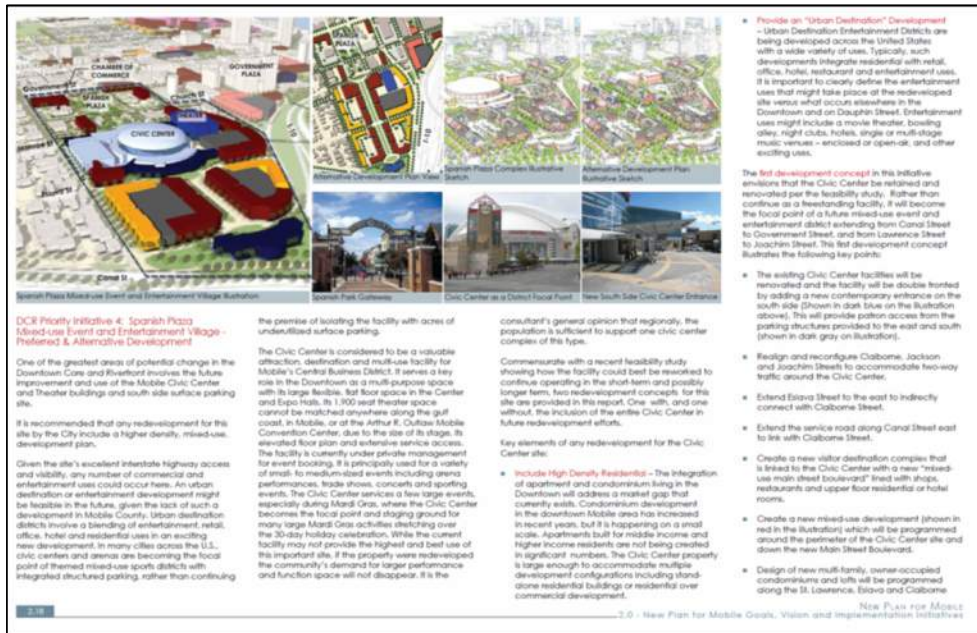 CHAMBER OF
COMMERCE
GOVERNMENT
PLAZA
Government St
SPANISH
PLAZA
Church St
THEATER
CIVIC CENTER
I-10
Canal St
Spanish Plaza Mixed-use Event and Entertainment Village Illustration
SPANISH
PLAZA
I-10
Alternative Development Plan View
Spanish Plaza Complex Illustrative
Sketch
Alternative Development Plan
Illustrative Sketch
Spanish Park Gateway
Civic Center as a District Focal Point
New South Side Civic Center Entrance
DCR Priority Initiative 4: Spanish Plaza
Mixed-use Event and Entertainment Village -
Preferred & Alternative Development
One of the greatest areas of potential change in the
Downtown Core and Riverfront involves the future
improvement and use of the Mobile Civic Center
and Theater buildings and south side surface parking
site.
It is recommended that any redevelopment for this
site by the City include a higher density, mixed-use,
development plan.
Given the site's excellent interstate highway access
and visibility, any number of commercial and
entertainment uses could occur here. An urban
destination or entertainment development might
be feasible in the future, given the lack of such a
development in Mobile County. Urban destination
districts involve a blending of entertainment, retail,
office, hotel and residential uses in an exciting
new development. In many cities across the U.S.,
civic centers and arenas are becoming the focal
point of themed mixed-use sports districts with
integrated structured parking, rather than continuing
the premise of isolating the facility with acres of
underutilized surface parking.
The Civic Center is considered to be a valuable
attraction, destination and multi-use facility for
Mobile's Central Business District. It serves a key
role in the Downtown as a multi-purpose space
with its large flexible, flat floor space in the Center
and Expo Halls. Its 1,900 seat theater space
cannot be matched anywhere along the gulf
coast, in Mobile, or at the Arthur R. Outlaw Mobile
Convention Center, due to the size of its stage, its
elevated floor plan and extensive service access.
The facility is currently under private management
for event booking. It is principally used for a variety
of small- to medium-sized events including arena
performances, trade shows, concerts and sporting
events. The Civic Center services a few large events,
especially during Mardi Gras, where the Civic Center
becomes the focal point and staging ground for
many large Mardi Gras activities stretching over
the 30-day holiday celebration. While the current
facility may not provide the highest and best use of
this important site, if the property were redeveloped
the community's demand for larger performance
and function space will not disappear. It is the
consultant's general opinion that regionally, the
population is sufficient to support one civic center
complex of this type.
Commensurate with a recent feasibility study
showing how the facility could best be reworked to
continue operating in the short-term and possibly
longer term, two redevelopment concepts for this
site are provided in this report. One with, and one
without, the inclusion of the entire Civic Center in
future redevelopment efforts.
Key elements of any redevelopment for the Civic
Center site:
Include High Density Residential – The integration
of apartment and condominium living in the
Downtown will address a market gap that
currently exists. Condominium development
in the downtown Mobile area has increased
in recent years, but it is happening on a small
scale. Apartments built for middle income and
higher income residents are not being created
in significant numbers. The Civic Center property
is large enough to accommodate multiple
development configurations including stand-
alone residential buildings or residential over
commercial development.
Provide an "Urban Destination" Development
– Urban Destination Entertainment Districts are
being developed across the United States
with a wide variety of uses. Typically, such
developments integrate residential with retail,
office, hotel, restaurant and entertainment uses.
It is important to clearly define the entertainment
uses that might take place at the redeveloped
site versus what occurs elsewhere in the
Downtown and on Dauphin Street. Entertainment
uses might include a movie theater, bowling
alley, night clubs, hotels, single or multi-stage
music venues – enclosed or open-air, and other
exciting uses.
The first development concept in this Initiative
envisions that the Civic Center be retained and
renovated per the feasibility study. Rather than
continue as a freestanding facility, it will become
the focal point of a future mixed-use event and
entertainment district extending from Canal Street
to Government Street, and from Lawrence Street
to Joachim Street. This first development concept
illustrates the following key points:
The existing Civic Center facilities will be
renovated and the facility will be double fronted
by adding a new contemporary entrance on the
south side (Shown in dark blue on the illustration
above). This will provide patron access from the
parking structures provided to the east and south
(shown in dark gray on illustration).
Realign and reconfigure Claiborne, Jackson
and Joachim Streets to accommodate two-way
traffic around the Civic Center.
Extend Eslava Street to the east to indirectly
connect with Claiborne Street.
Extend the service road along Canal Street east
to link with Claiborne Street.
Create a new visitor destination complex that
is linked to the Civic Center with a new "mixed-
use main street boulevard" lined with shops,
restaurants and upper floor residential or hotel
rooms.
Create a new mixed-use development (shown in
red in the illustration) which will be programmed
around the perimeter of the Civic Center site and
down the new Main Street Boulevard.
Design of new multi-family, owner-occupied
condominiums and lofts will be programmed
along the St. Lawrence, Eslava and Claiborne
2.18
NEW PLAN FOR MOBILE
2.0 - New Plan for Mobile Goals, Vision and Implementation Initiatives